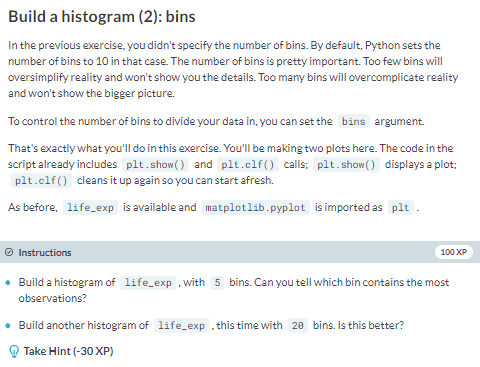 Build a histogram (2): bins
In the previous exercise, you didn't specify the number of bins. By default, Python sets the
number of bins to 10 in that case. The number of bins is pretty important. Too few bins will
oversimplify reality and won't show you the details. Too many bins will overcomplicate reality
and won't show the bigger picture.
To control the number of bins to divide your data in, you can set the bins argument.
That's exactly what you'll do in this exercise. You'll be making two plots here. The code in the
script already includes plt.show() and plt.clf() calls; plt.show() displays a plot;
plt.clf() cleans it up again so you can start afresh.
As before, life_exp is available and matplotlib.pyplot is imported as plt .
Instructions 100 XP
Build a histogram of life_exp , with 5 bins. Can you tell which bin contains the most
observations?
Build another histogram of life_exp , this time with 20 bins. Is this better?
Take Hint (-30 XP)